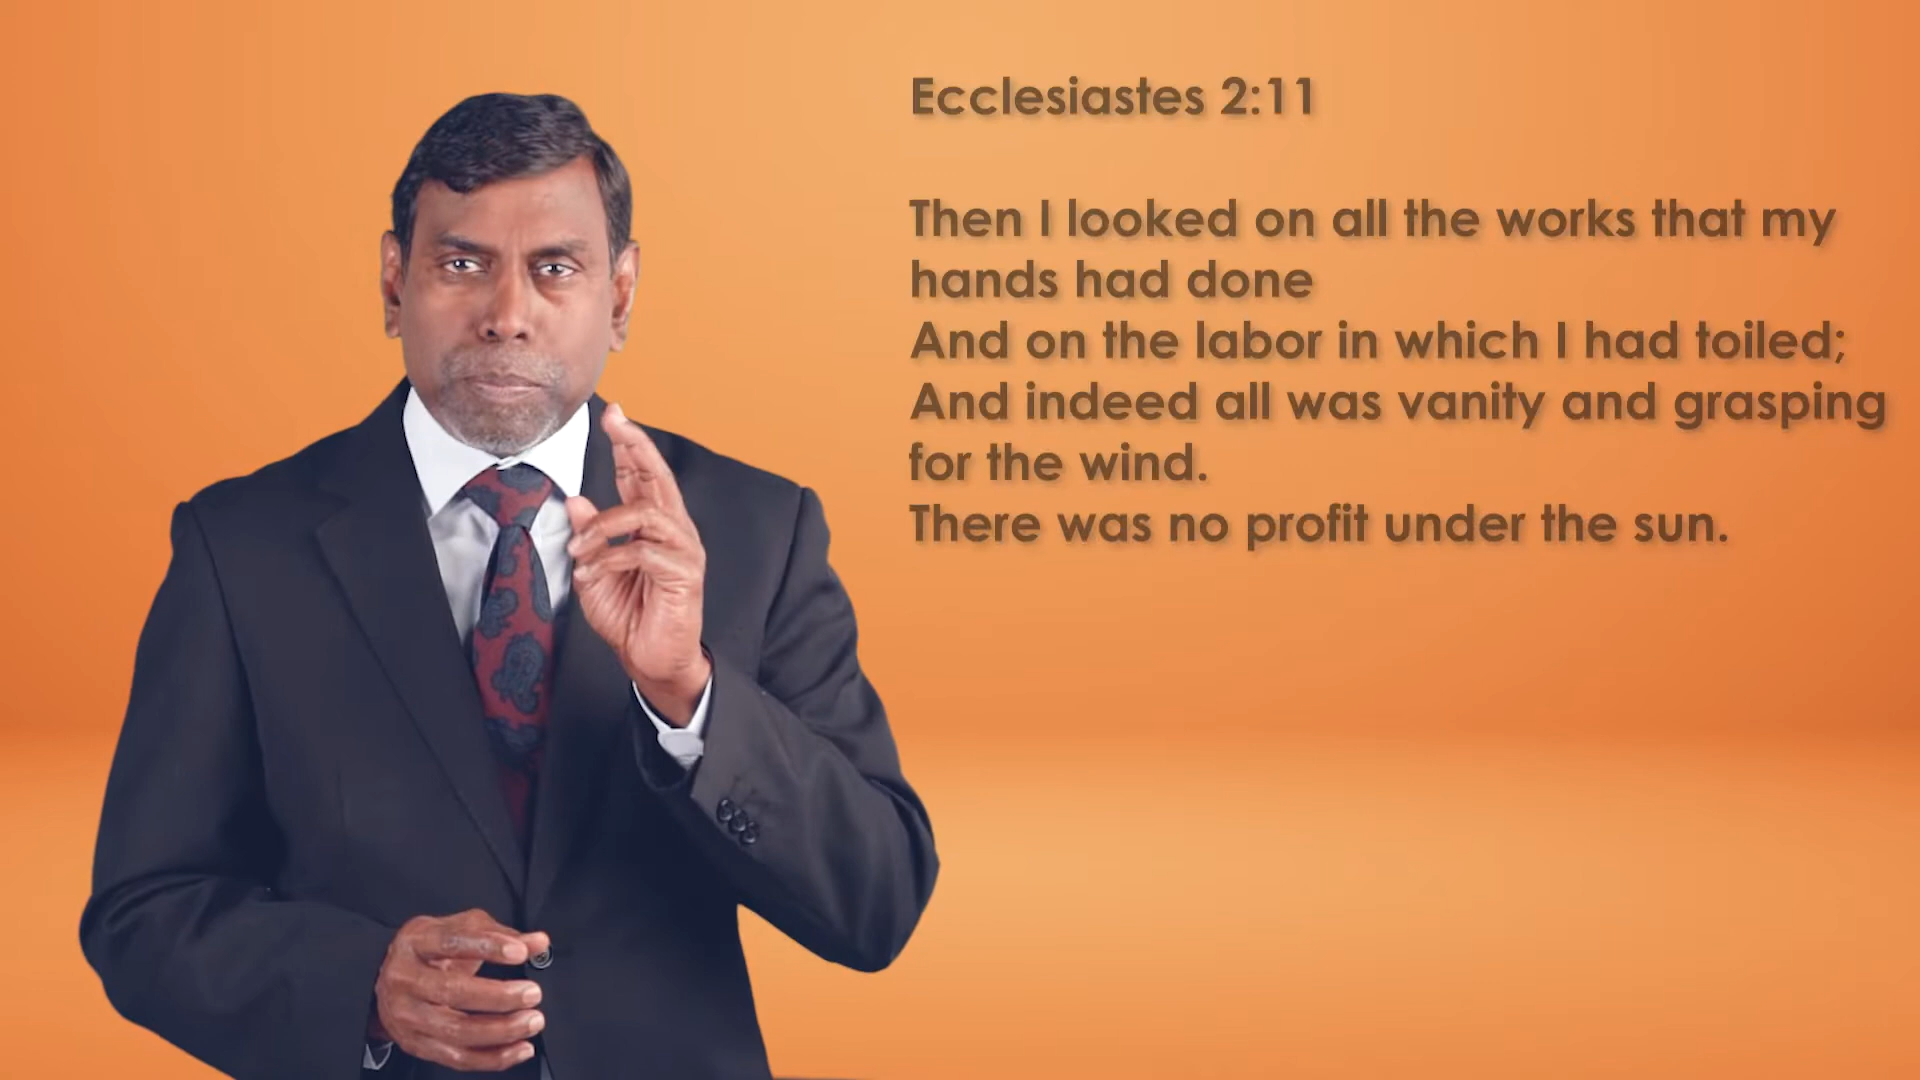 Ecclesiastes 2:11
Then I looked on all the works that my
hands had done
And on the labor in which I had toiled;
And indeed all was vanity and grasping
for the wind.
There was no profit under the sun.